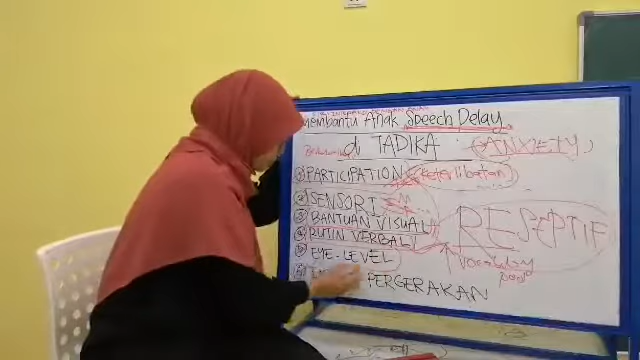 Membantu Anak Speech Delay
di TADIKA (ANXIETY)
① PARTICIPATION (keterlibatan)
② SENSORI
③ BANTUAN VISUAL
④ RUTIN VERBAL
RESEPTIF
⑤ EYE-LEVEL
vocabulary
PERGERAKAN